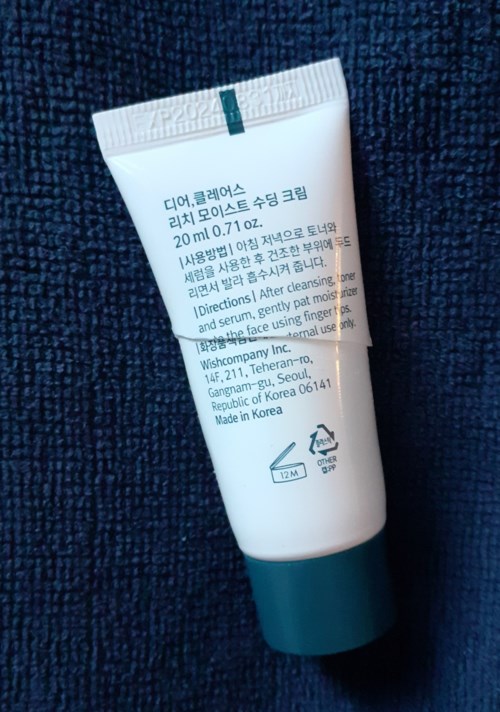 디어,클레어스
리치 모이스트 수딩 크림
20 ml 0.71 oz.
|사용방법| 아침 저녁으로 토너와
세럼을 사용한 후 건조한 부위에 두드
리면서 발라 흡수시켜 줍니다.
|Directions| After cleansing, toner
and serum, gently pat moisturizer
the face using finger tips.
only.
Wishcompany Inc.
14F, 211, Teheran-ro,
Gangnam-gu, Seoul,
Republic of Korea 06141
Made in Korea
12M
OTHER
캡:PP